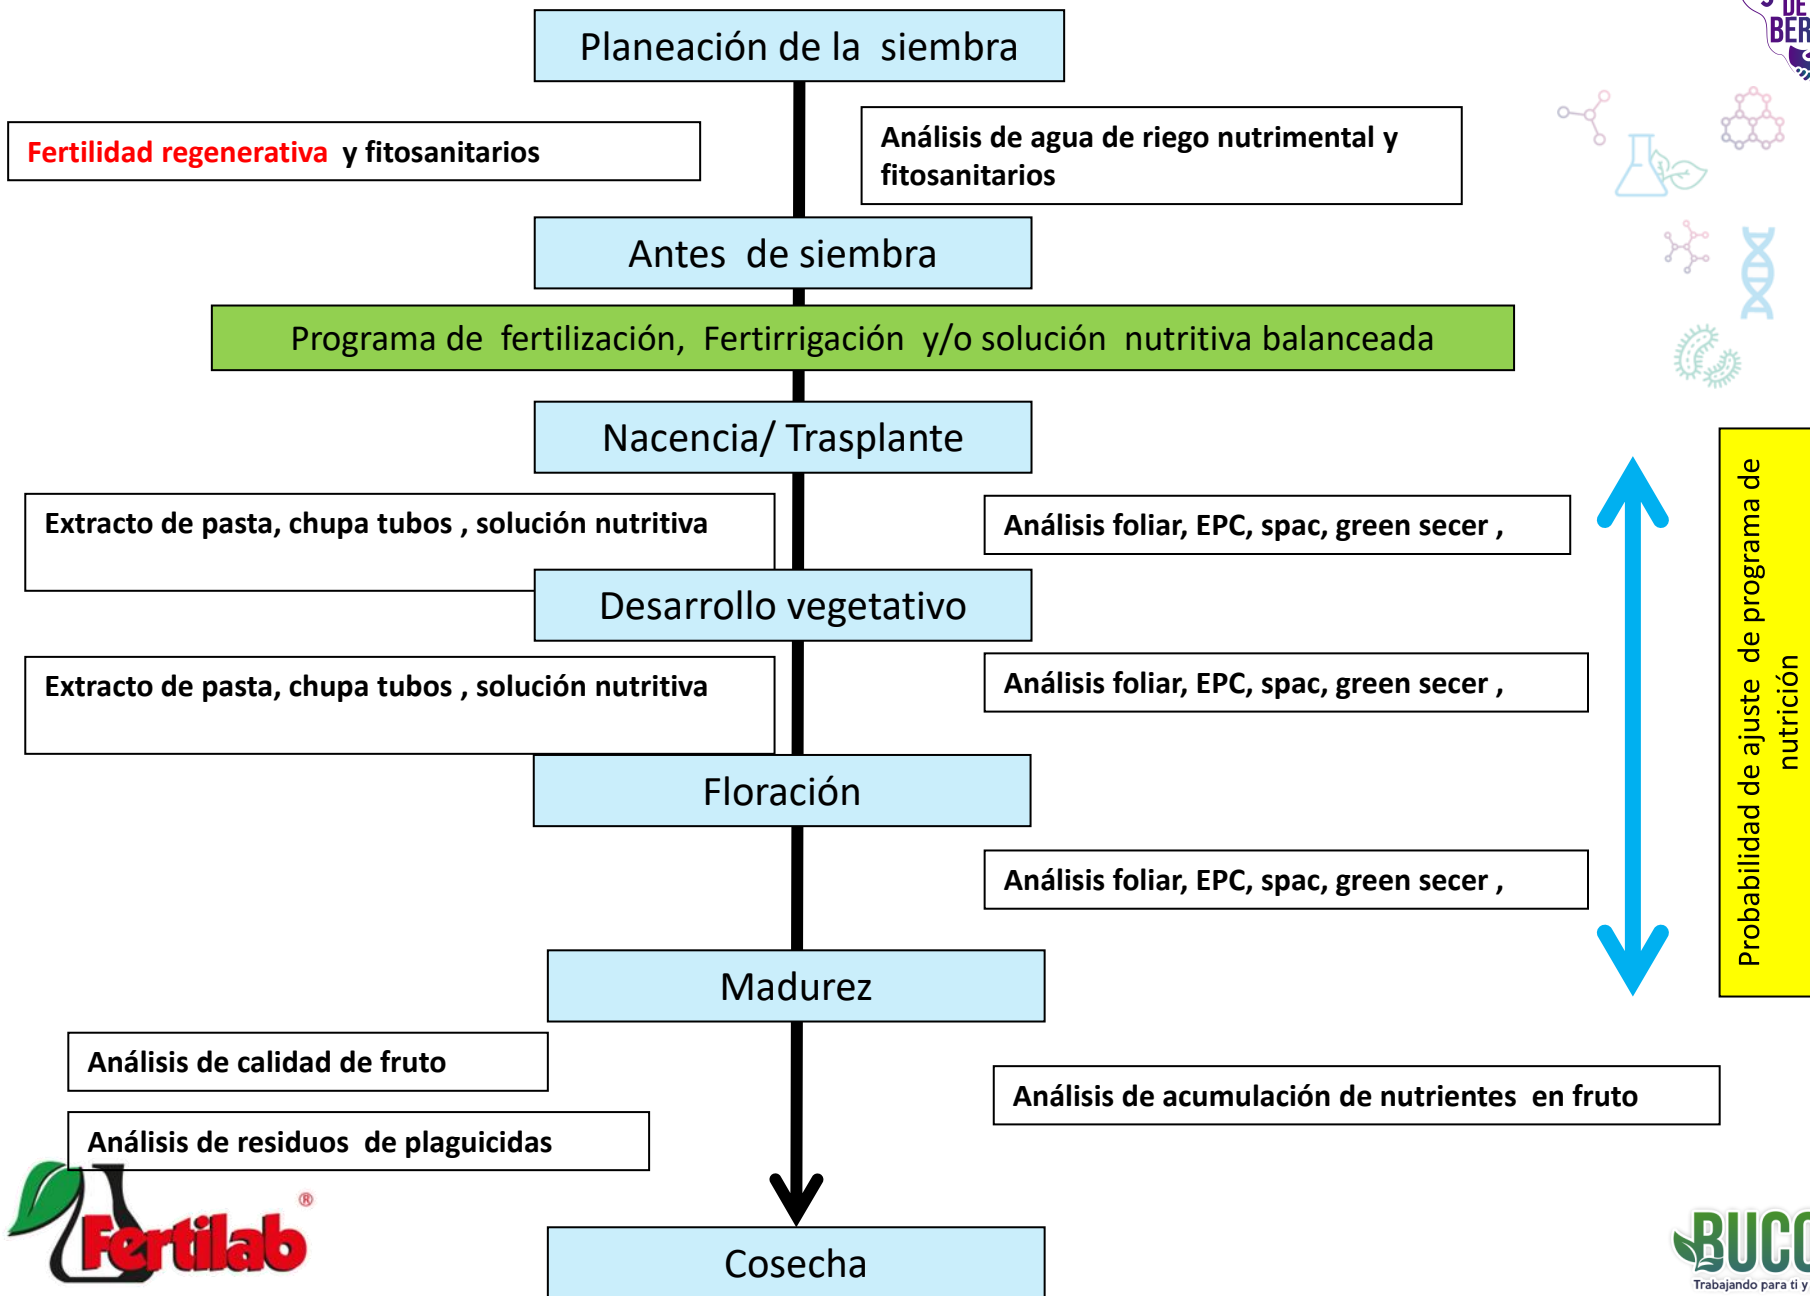 DE
Planeación de la siembra
Fertilidad regenerativa y fitosanitarios
Análisis de agua de riego nutrimental y
fitosanitarios
Antes de siembra
Programa de fertilización, Fertirrigación y/o solución nutritiva balanceada
Nacencia/ Trasplante
Extracto de pasta, chupa tubos , solución nutritiva
Análisis foliar, EPC, spac, green secer ,
Desarrollo vegetativo
Extracto de pasta, chupa tubos , solución nutritiva
Análisis foliar, EPC, spac, green secer ,
Floración
Análisis foliar, EPC, spac, green secer ,
Probabilidad de ajuste de programa de
nutrición
Madurez
Análisis de calidad de fruto
Análisis de acumulación de nutrientes en fruto
Análisis de residuos de plaguicidas
Fertilab®
Cosecha
Trabajando para ti y